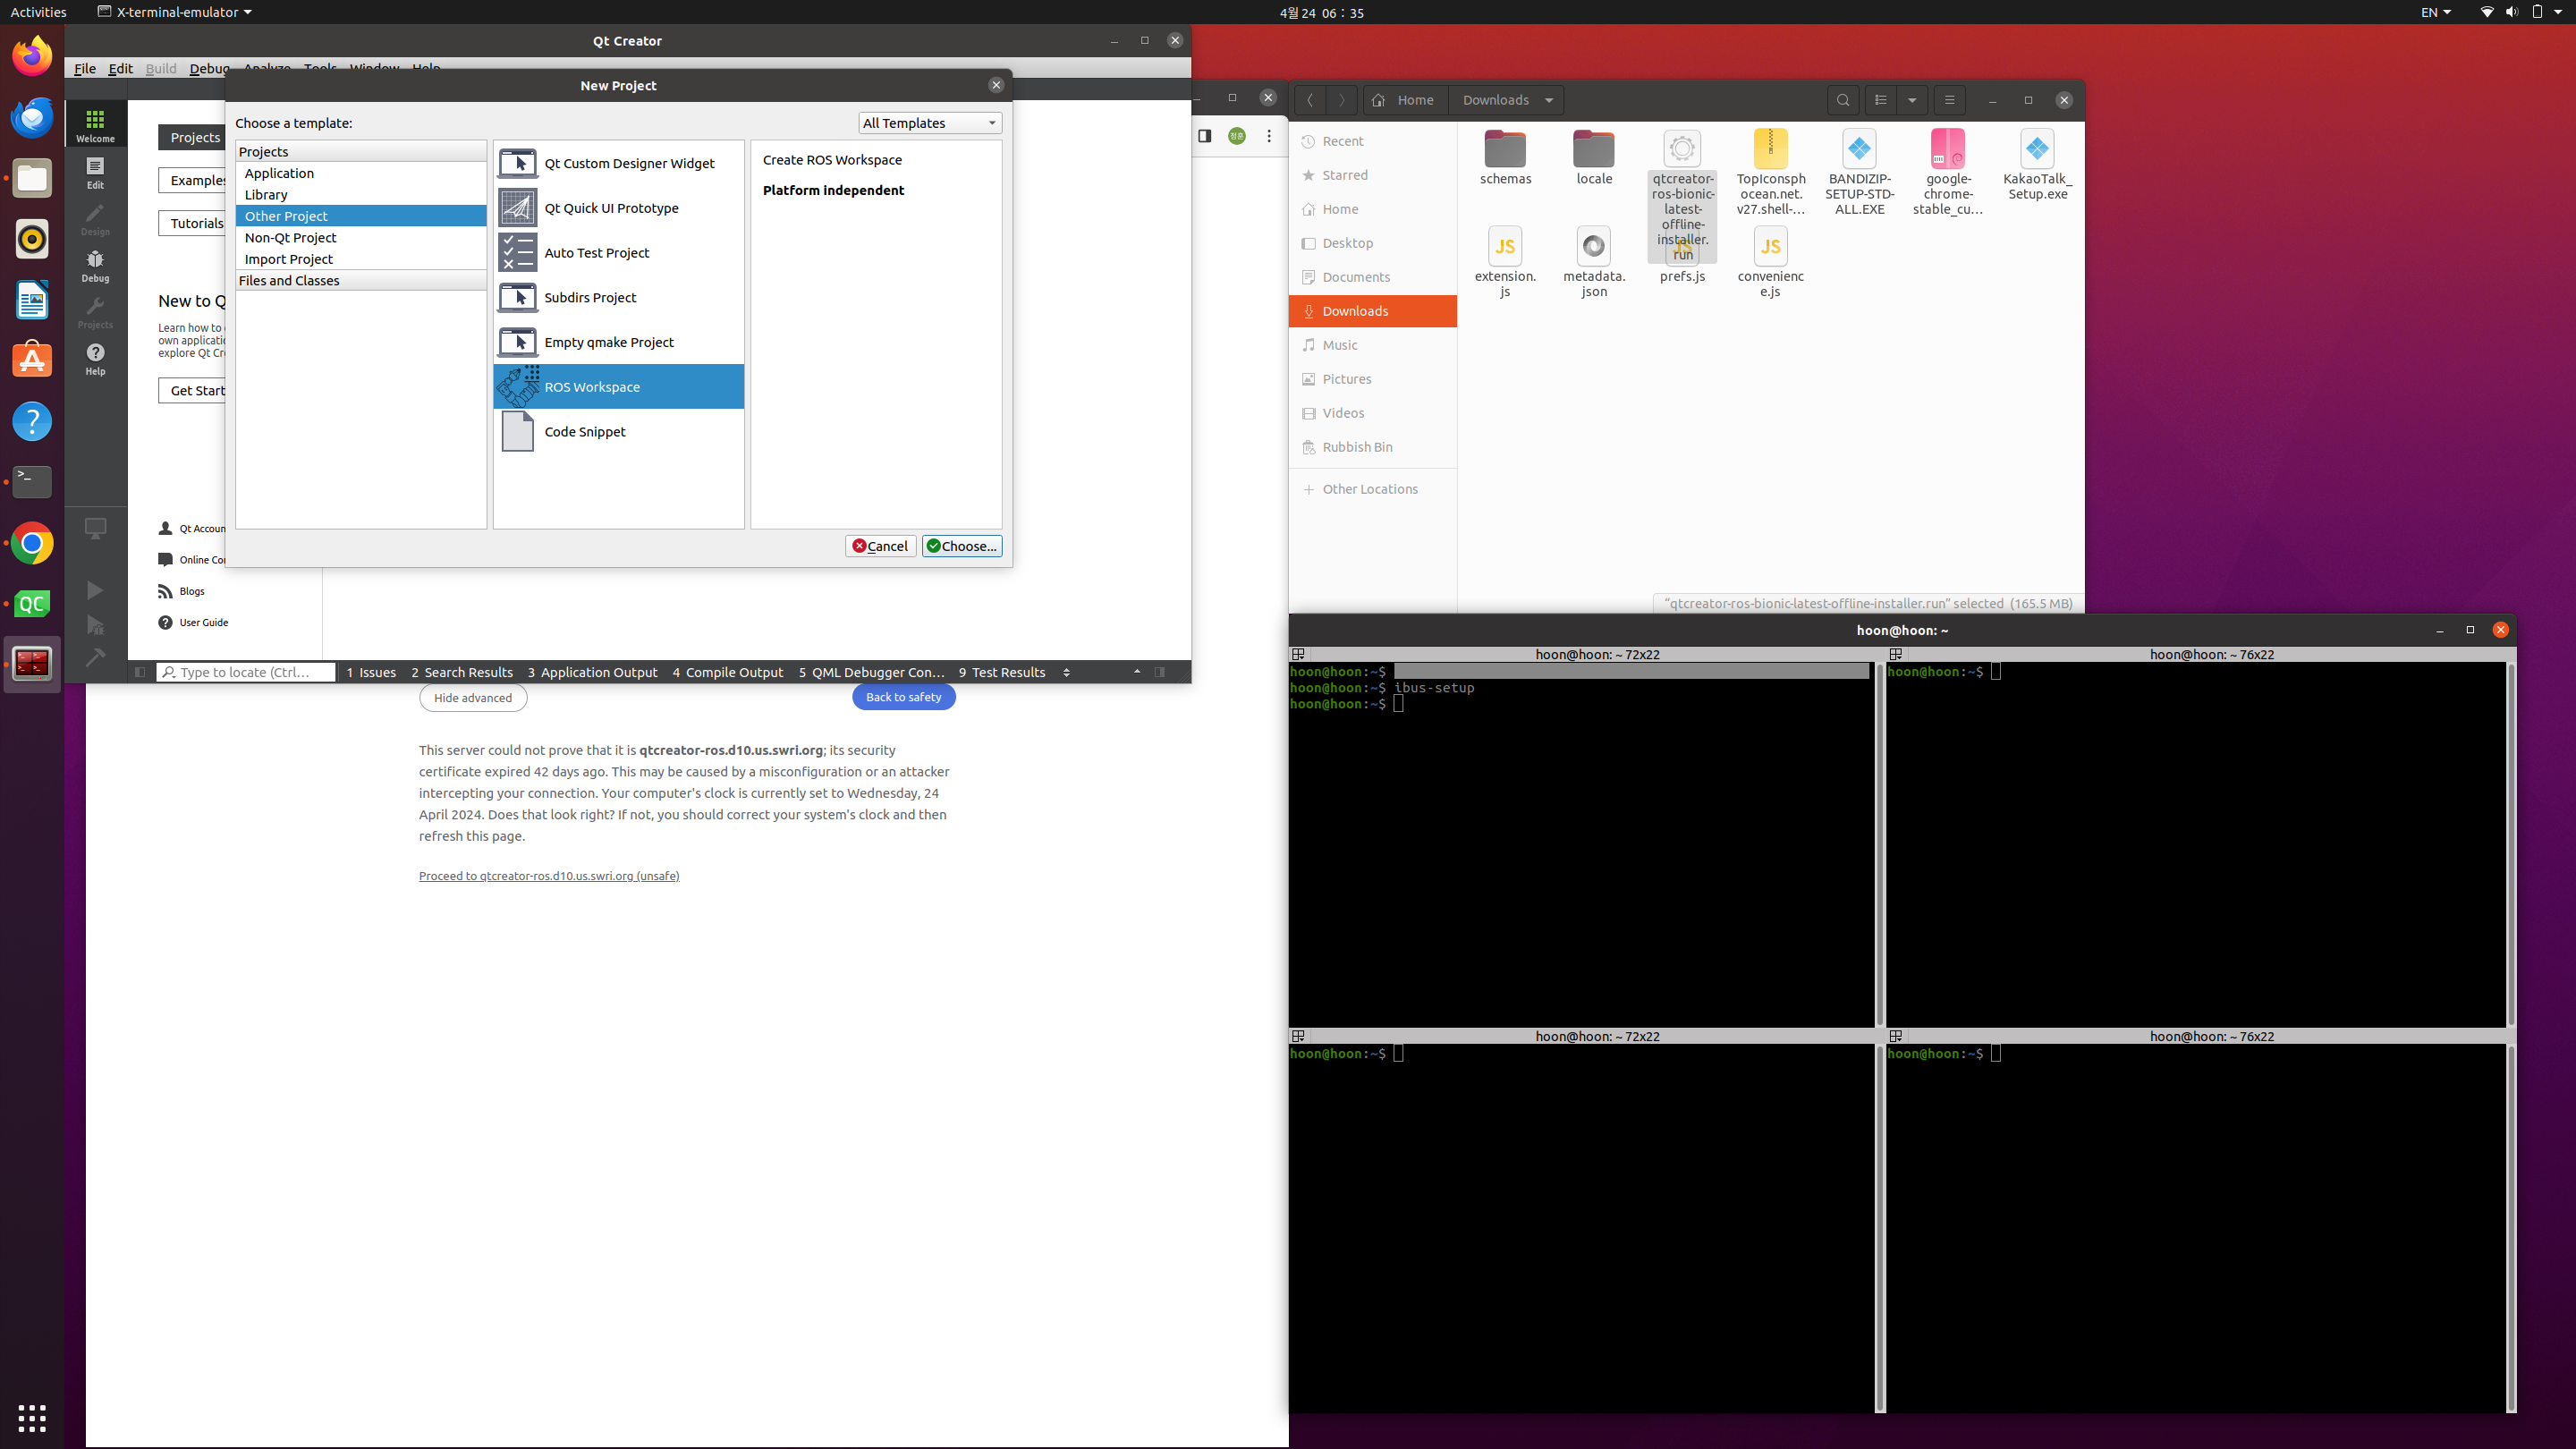 Activities
X-terminal-emulator
4월 24 06 : 35
EN
Qt Creator
File Edit Build Debug Analyze Tools Window Help
New Project
Choose a template:
All Templates
Projects
Application
Library
Other Project
Non-Qt Project
Import Project
Files and Classes
Qt Custom Designer Widget
Qt Quick UI Prototype
Auto Test Project
Subdirs Project
Empty qmake Project
ROS Workspace
Code Snippet
Create ROS Workspace
Platform independent
Cancel
Choose...
Welcome
Edit
Design
Debug
Projects
Help
Projects
Examples
Tutorials
New to Q
Learn how to
own applicatio
explore Qt Cre
Get Start
Qt Accoun
Online Co
Blogs
User Guide
Type to locate (Ctrl…
1 Issues
2 Search Results
3 Application Output
4 Compile Output
5 QML Debugger Con…
9 Test Results
Hide advanced
Back to safety
This server could not prove that it is qtcreator-ros.d10.us.swri.org; its security
certificate expired 42 days ago. This may be caused by a misconfiguration or an attacker
intercepting your connection. Your computer's clock is currently set to Wednesday, 24
April 2024. Does that look right? If not, you should correct your system's clock and then
refresh this page.
Proceed to qtcreator-ros.d10.us.swri.org (unsafe)
정훈
Home
Downloads
Recent
Starred
Home
Desktop
Documents
Downloads
Music
Pictures
Videos
Rubbish Bin
Other Locations
schemas
locale
qtcreator-
ros-bionic-
latest-
offline-
installer.
run
TopIconsph
ocean.net.
v27.shell-…
BANDIZIP-
SETUP-STD-
ALL.EXE
google-
chrome-
stable_cu…
KakaoTalk_
Setup.exe
JS
extension.
js
metadata.
json
JS
prefs.js
JS
convenienc
e.js
"qtcreator-ros-bionic-latest-offline-installer.run" selected (165.5 MB)
hoon@hoon: ~
hoon@hoon: ~ 72x22
hoon@hoon:~$
hoon@hoon:~$ ibus-setup
hoon@hoon:~$
hoon@hoon: ~ 76x22
hoon@hoon:~$
hoon@hoon: ~ 72x22
hoon@hoon:~$
hoon@hoon: ~ 76x22
hoon@hoon:~$
QC